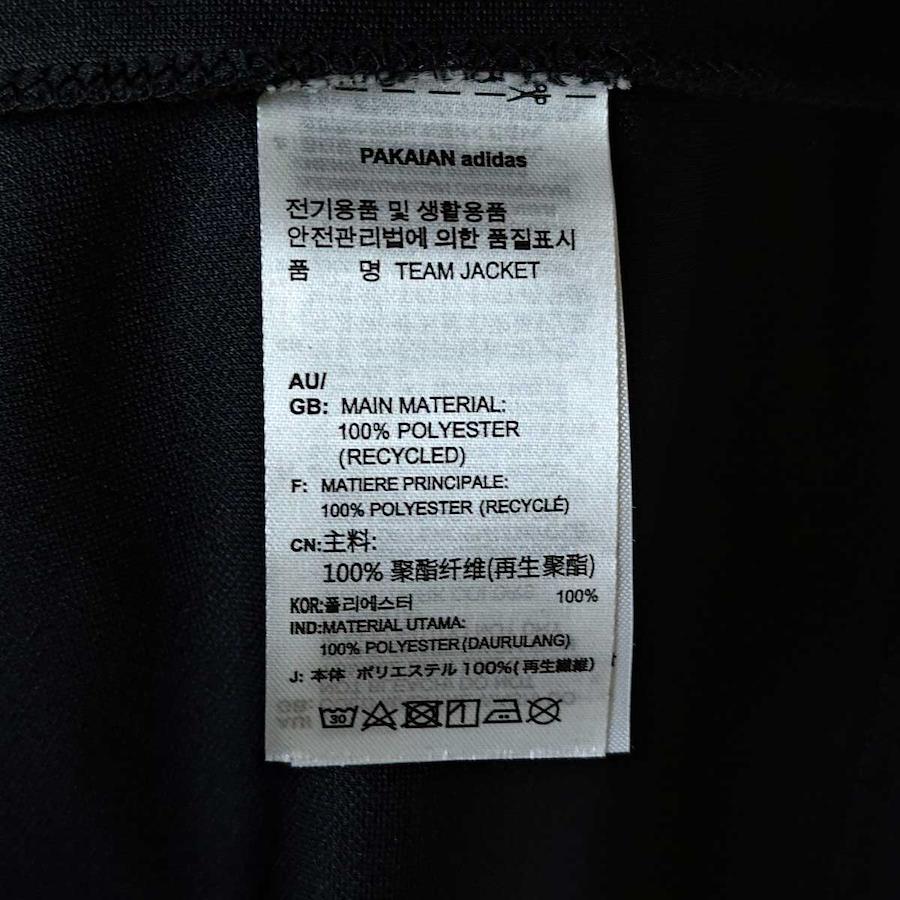 PAKAIAN adidas
전기용품 및 생활용품
안전관리법에 의한 품질표시
품 명 TEAM JACKET
AU/
GB: MAIN MATERIAL:
100% POLYESTER
(RECYCLED)
F: MATIERE PRINCIPALE:
100% POLYESTER (RECYCLÉ)
CN:主料:
100% 聚酯纤维(再生聚酯)
KOR:폴리에스터 100%
IND:MATERIAL UTAMA:
100% POLYESTER(DAURULANG)
J: 本体 ポリエステル 100%(再生繊維)
30